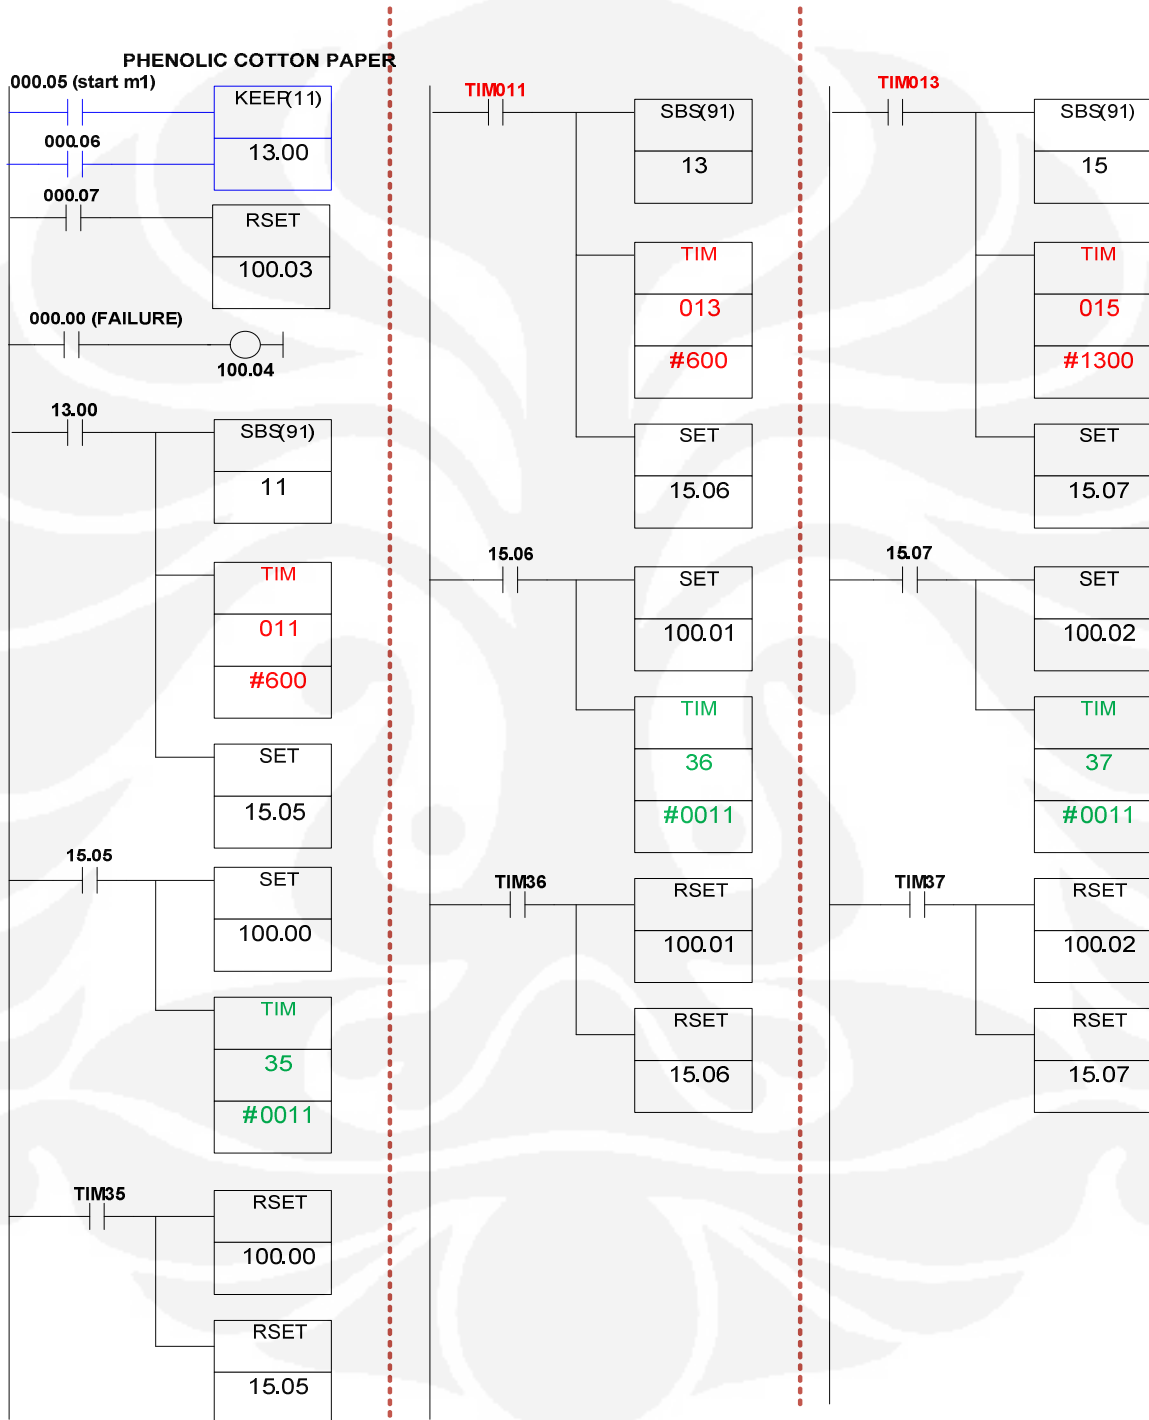 PHENOLIC COTTON PAPER
000.05 (start m1)
KEEP(11)
000.06
13.00
000.07
RSET
100.03
000.00 (FAILURE)
100.04
13.00
SBS(91)
11
TIM
011
#600
SET
15.05
15.05
SET
100.00
TIM
35
#0011
TIM35
RSET
100.00
RSET
15.05
TIM011
SBS(91)
13
TIM
013
#600
SET
15.06
15.06
SET
100.01
TIM
36
#0011
TIM36
RSET
100.01
RSET
15.06
TIM013
SBS(91)
15
TIM
015
#1300
SET
15.07
15.07
SET
100.02
TIM
37
#0011
TIM37
RSET
100.02
RSET
15.07